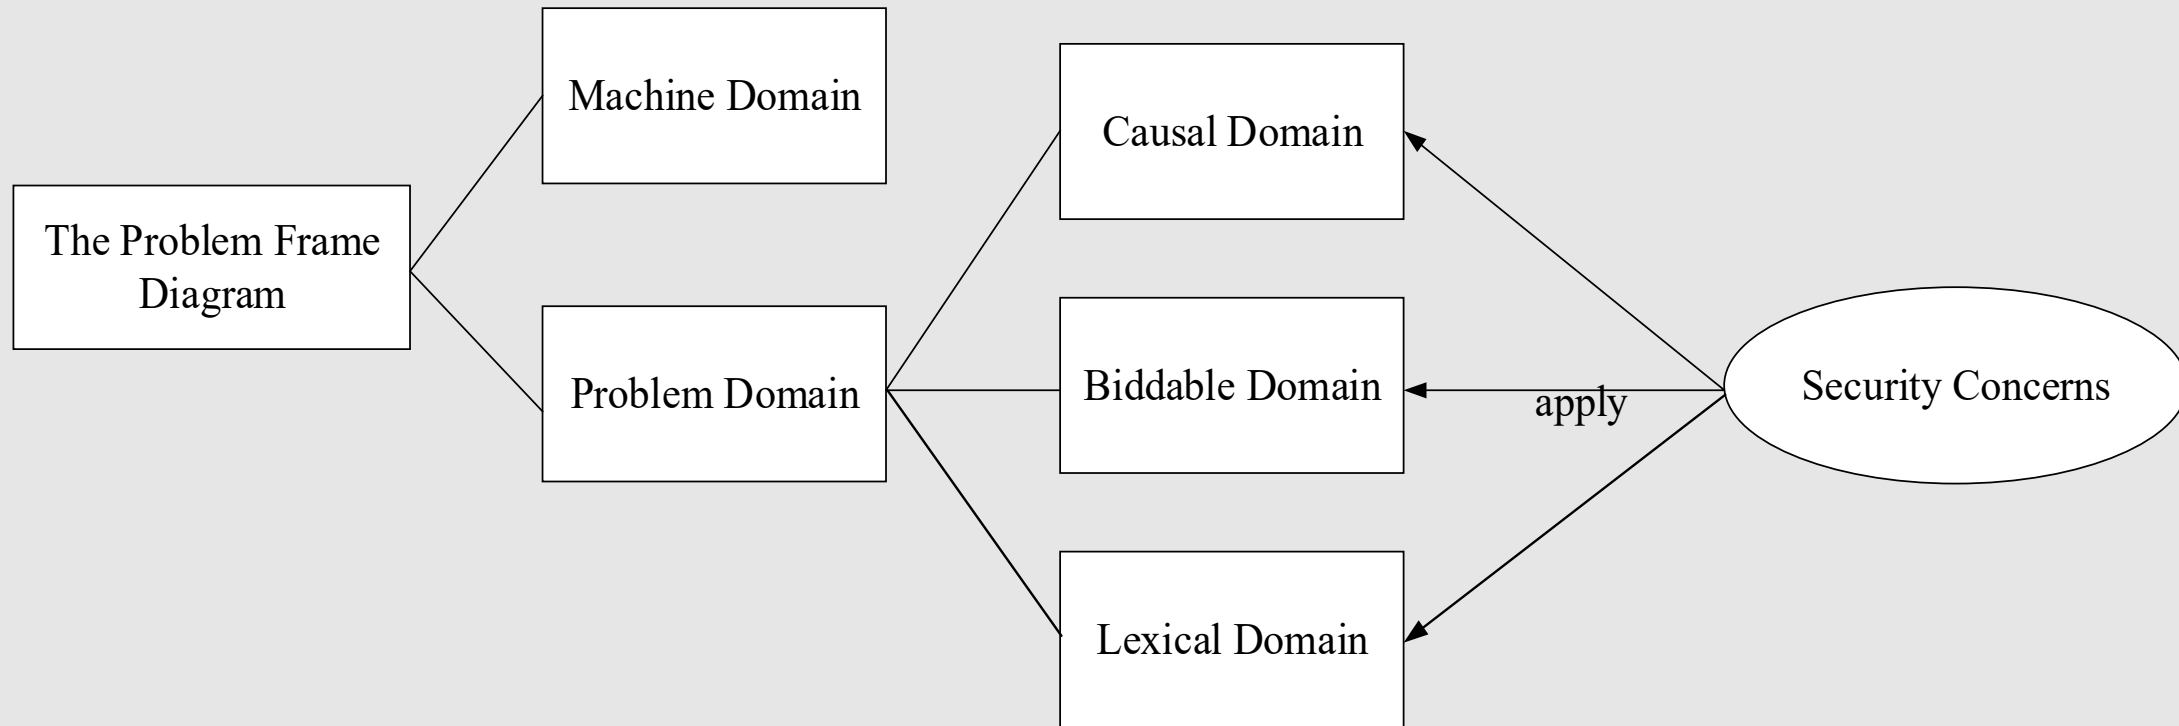 The Problem Frame
Diagram
Machine Domain
Problem Domain
Causal Domain
Biddable Domain
Lexical Domain
apply
Security Concerns